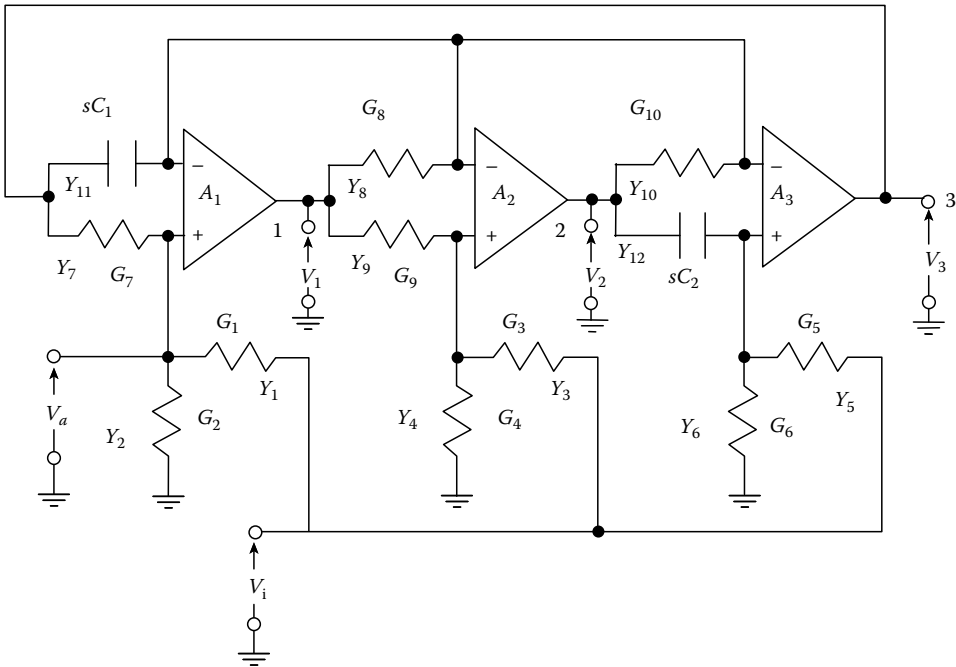 sC1
G8
G10
–
–
–
Y11
Y8
Y10
A1
A2
A3
1
2
3
+
+
+
Y7
G7
Y9
G9
Y12
sC2
V1
V2
V3
G1
G3
G5
Y1
Y3
Y5
Va
Y2
G2
Y4
G4
Y6
G6
Vi